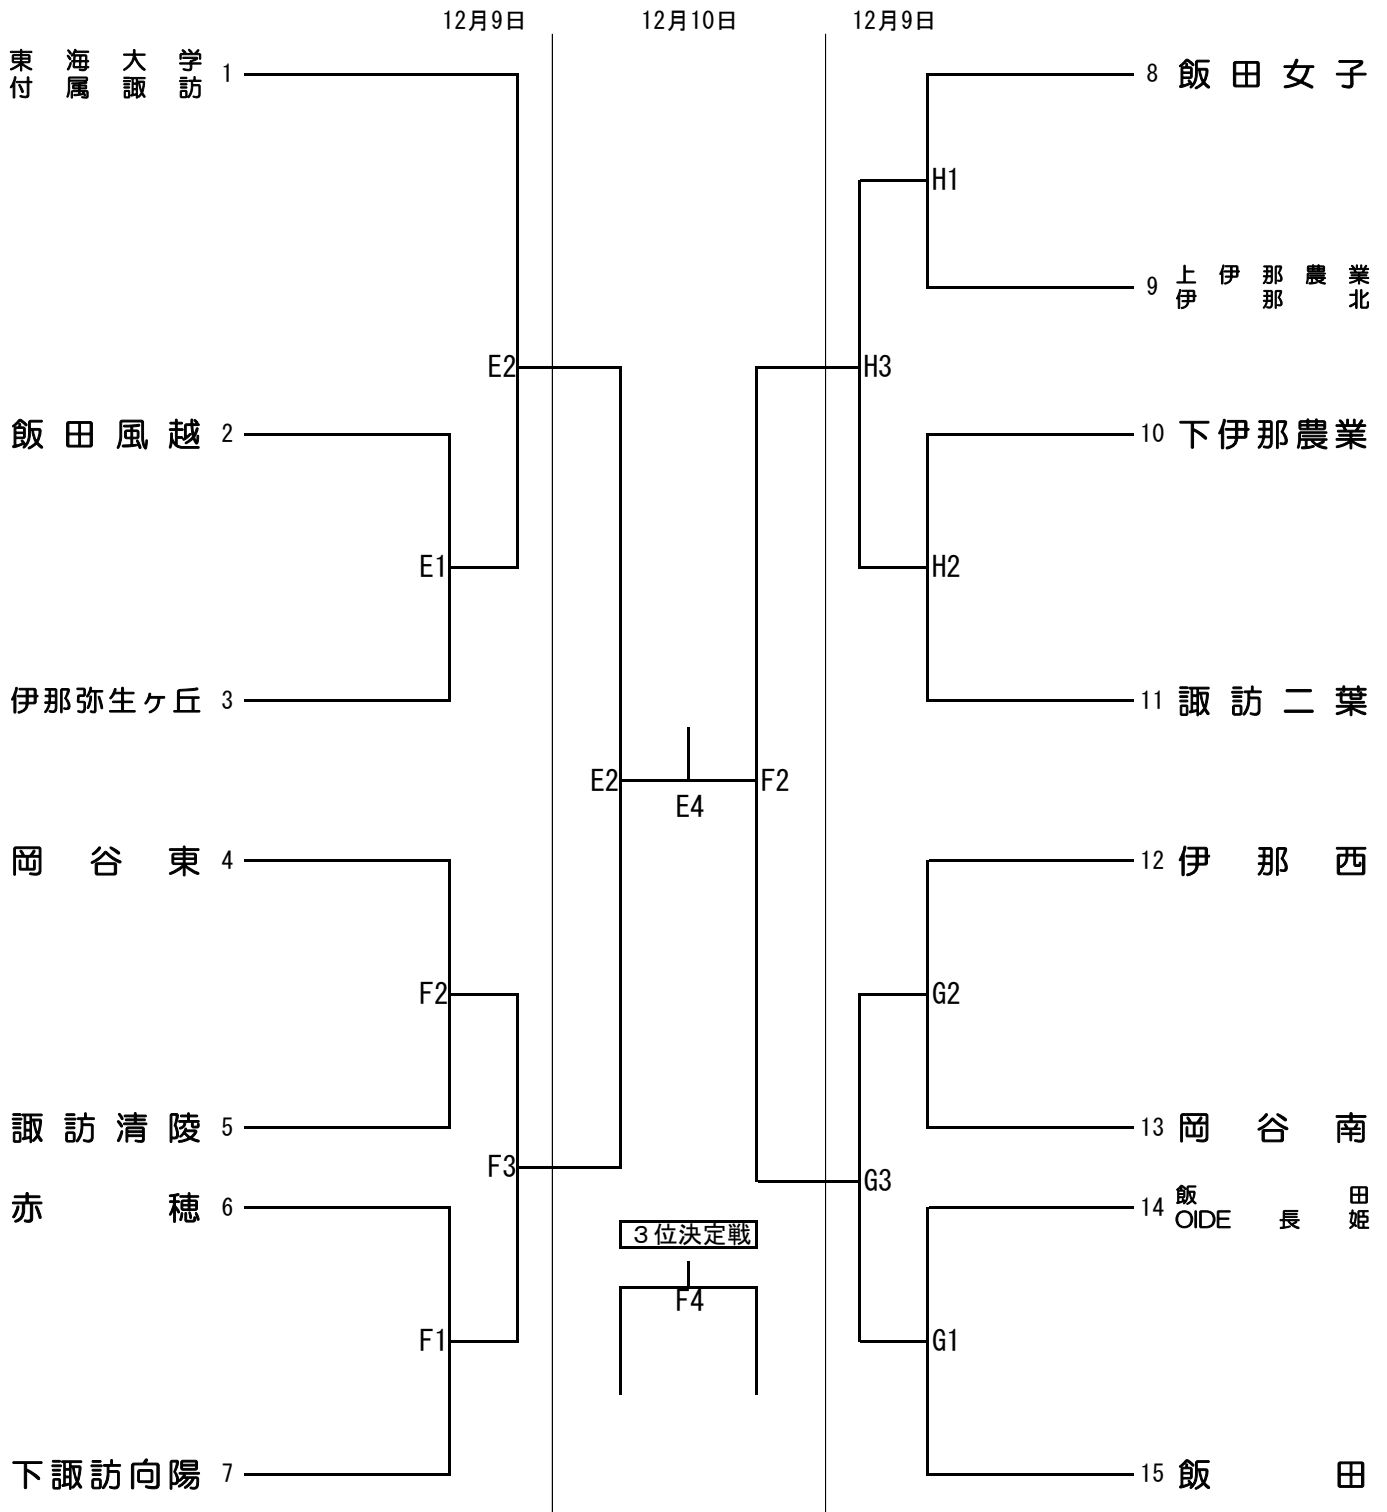 12月9日
12月10日
12月9日
東海大学
付属諏訪
1
飯田風越 2
伊那弥生ヶ丘 3
岡谷東 4
諏訪清陵 5
赤穂 6
下諏訪向陽 7
E2
E1
F2
F3
F1
E2
E4
F2
3位決定戦
F4
H1
H3
H2
G2
G3
G1
8 飯田女子
9
上伊那農業
伊那北
10 下伊那農業
11 諏訪二葉
12 伊那西
13 岡谷南
14
飯田
OIDE長姫
15 飯田